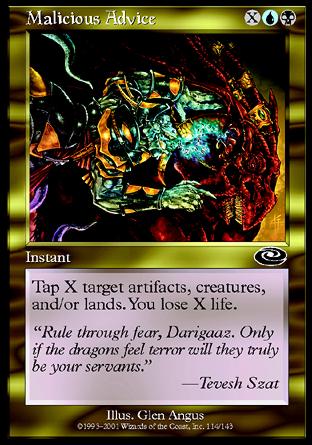 Malicious Advice X
Instant
Tap X target artifacts, creatures,
and/or lands. You lose X life.
“Rule through fear, Darigaaz. Only
if the dragons feel terror will they truly
be your servants.”
—Tevesh Szat
Illus. Glen Angus
©1993–2001 Wizards of the Coast, Inc. 114/143